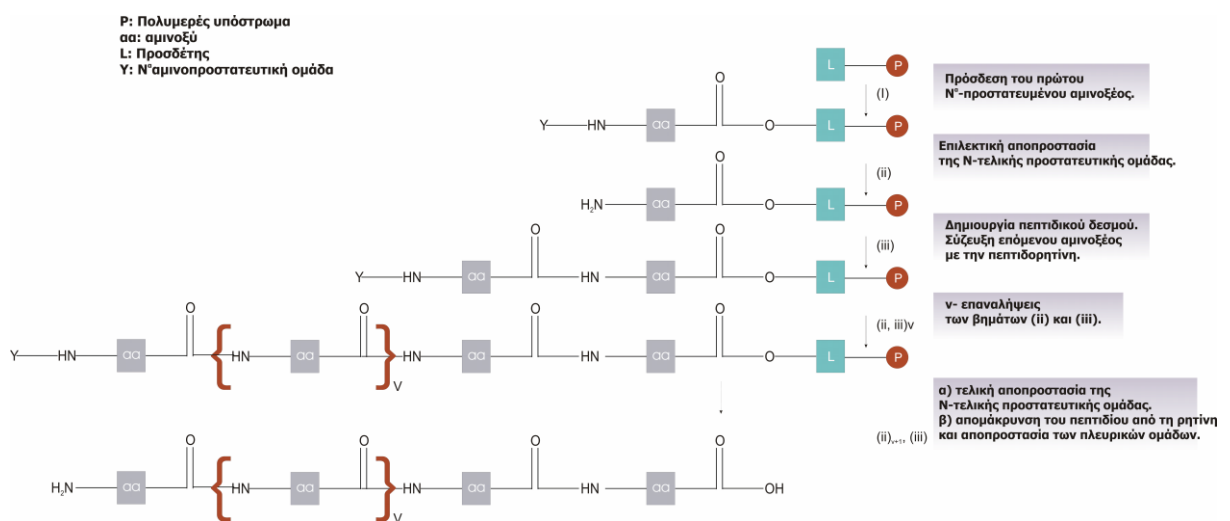 P: Πολυμερές υπόστρωμα
αα: αμινοξύ
L: Προσδέτης
Y: Nᵅαμινοπροστατευτική ομάδα
L P
Πρόσδεση του πρώτου
Nᵅ-προστατευμένου αμινοξέος.
(I)
O
Y HN αα O L P
Επιλεκτική αποπροστασία
της Ν-τελικής προστατευτικής ομάδας.
(ii)
O
H₂N αα O L P
Δημιουργία πεπτιδικού δεσμού.
Σύζευξη επόμενου αμινοξέος
με την πεπτιδορητίνη.
(iii)
O O
Y HN αα HN αα O L P
ν- επαναλήψεις
των βημάτων (ii) και (iii).
(ii, iii)ν
O O O O
Y HN αα { HN αα } ν HN αα HN αα O L P
α) τελική αποπροστασία της
Ν-τελικής προστατευτικής ομάδας.
β) απομάκρυνση του πεπτιδίου από τη ρητίνη
και αποπροστασία των πλευρικών ομάδων.
(ii)ᵥ₊₁, (iii)
O O O O
H₂N αα { HN αα } ν HN αα HN αα OH